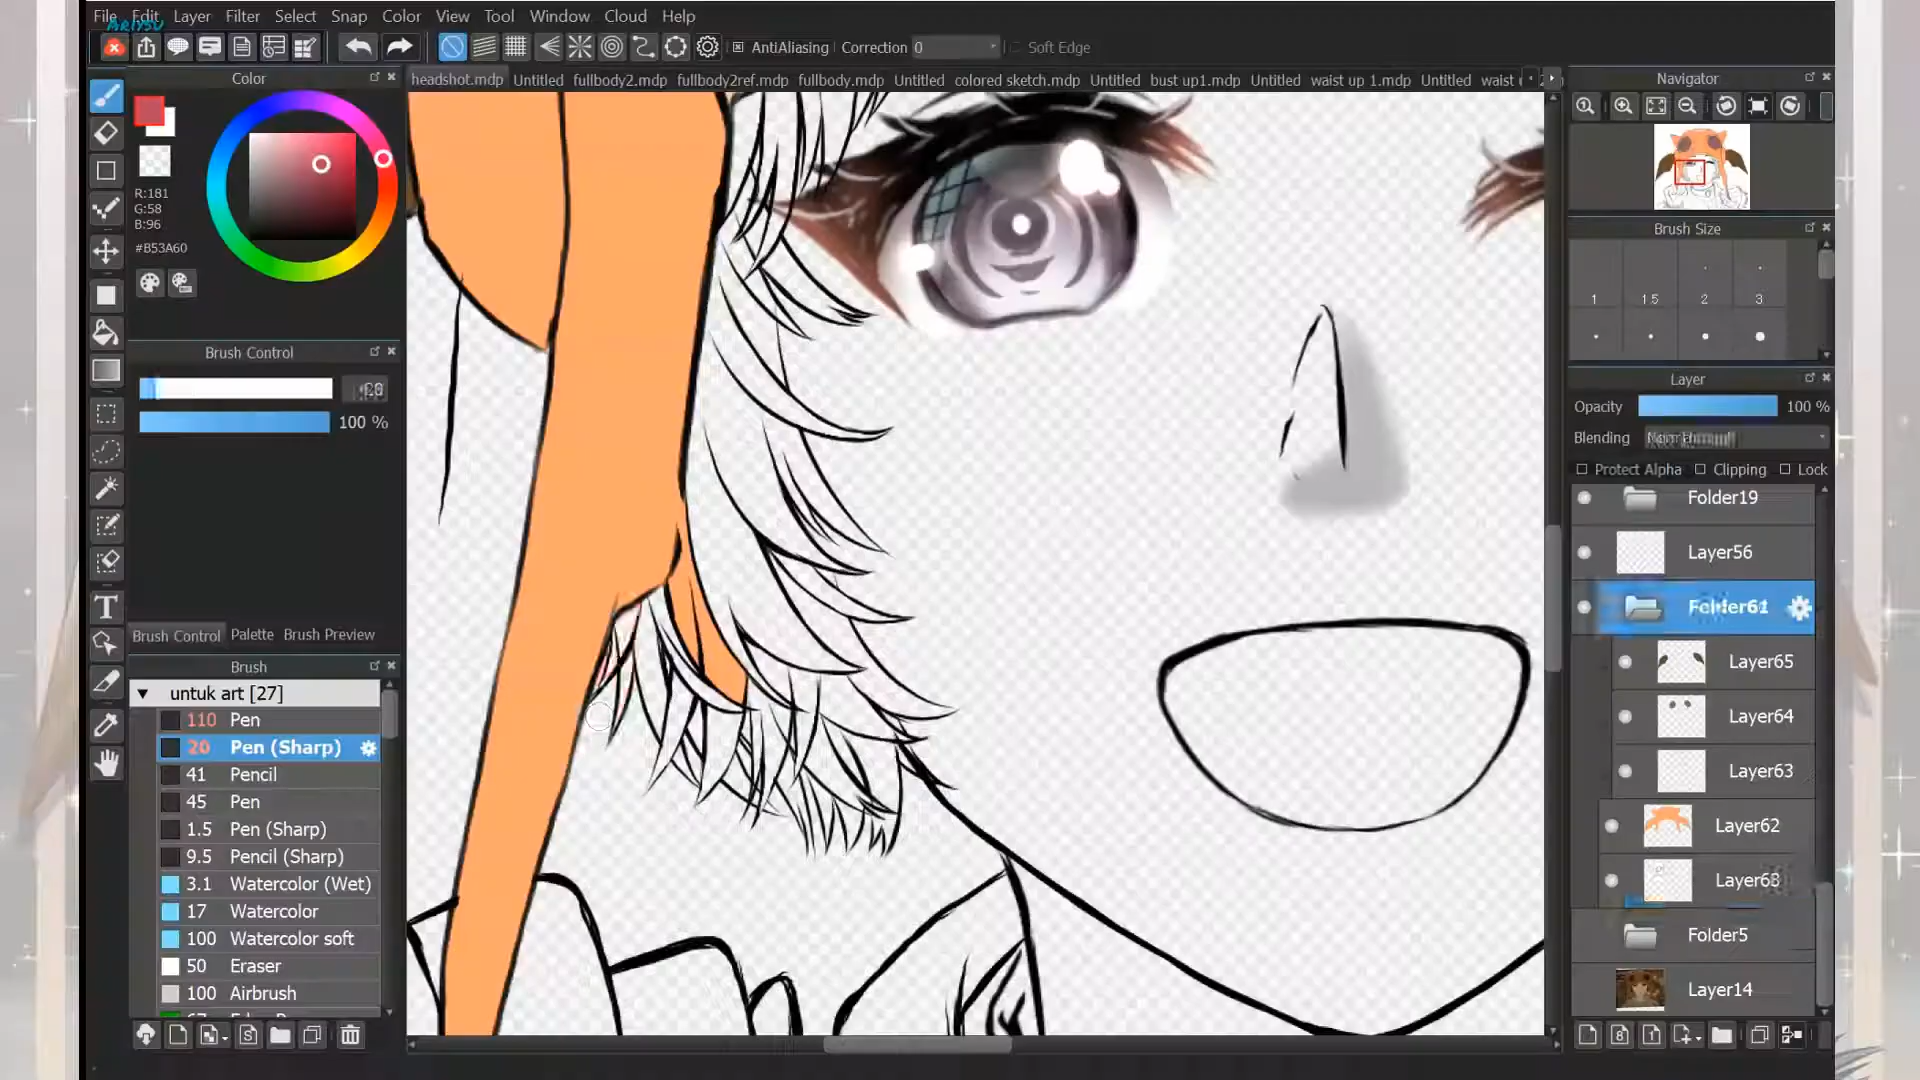 File Edit Layer Filter Select Snap Color View Tool Window Cloud Help
ARIYSU
AntiAliasing Correction 0 Soft Edge
Color
headshot.mdp Untitled fullbody2.mdp fullbody2ref.mdp fullbody.mdp Untitled colored sketch.mdp Untitled bust up1.mdp Untitled waist up 1.mdp Untitled waist
R:181
G:58
B:96
#B53A60
Brush Control
100 %
Brush Control Palette Brush Preview
Brush
untuk art [27]
110 Pen
20 Pen (Sharp)
41 Pencil
45 Pen
1.5 Pen (Sharp)
9.5 Pencil (Sharp)
3.1 Watercolor (Wet)
17 Watercolor
100 Watercolor soft
50 Eraser
100 Airbrush
Navigator
Brush Size
1 1.5 2 3
Layer
Opacity 100 %
Blending
Protect Alpha Clipping Lock
Folder19
Layer56
Folder61
Layer65
Layer64
Layer63
Layer62
Folder5
Layer14